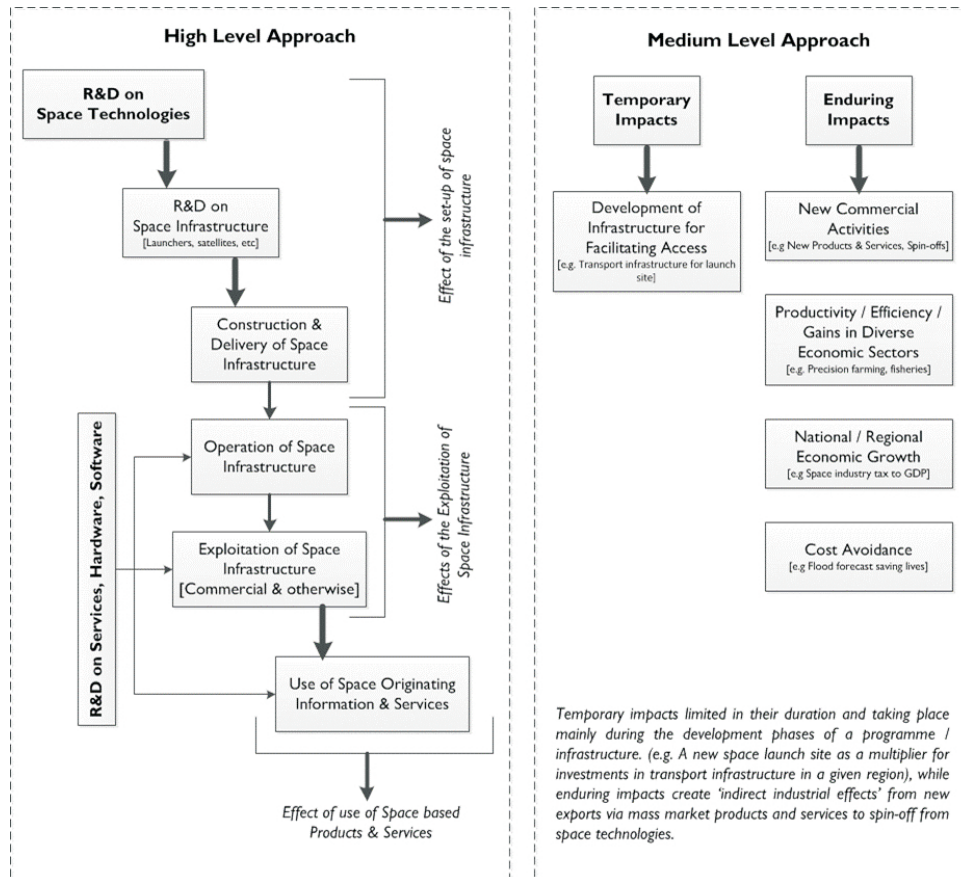 High Level Approach
R&D on
Space Technologies
R&D on
Space Infrastructure
[Launchers, satellites, etc]
Construction &
Delivery of Space
Infrastructure
Effect of the set-up of space
infrastructure
Operation of Space
Infrastructure
Exploitation of Space
Infrastructure
[Commercial & otherwise]
Effects of the Exploitation of
Space Infrastructure
R&D on Services, Hardware, Software
Use of Space Originating
Information & Services
Effect of use of Space based
Products & Services
Medium Level Approach
Temporary
Impacts
Development of
Infrastructure for
Facilitating Access
[e.g. Transport infrastructure for launch
site]
Enduring
Impacts
New Commercial
Activities
[e.g New Products & Services, Spin-offs]
Productivity / Efficiency /
Gains in Diverse
Economic Sectors
[e.g. Precision farming, fisheries]
National / Regional
Economic Growth
[e.g Space industry tax to GDP]
Cost Avoidance
[e.g Flood forecast saving lives]
Temporary impacts limited in their duration and taking place
mainly during the development phases of a programme /
infrastructure. (e.g. A new space launch site as a multiplier for
investments in transport infrastructure in a given region), while
enduring impacts create ‘indirect industrial effects’ from new
exports via mass market products and services to spin-off from
space technologies.